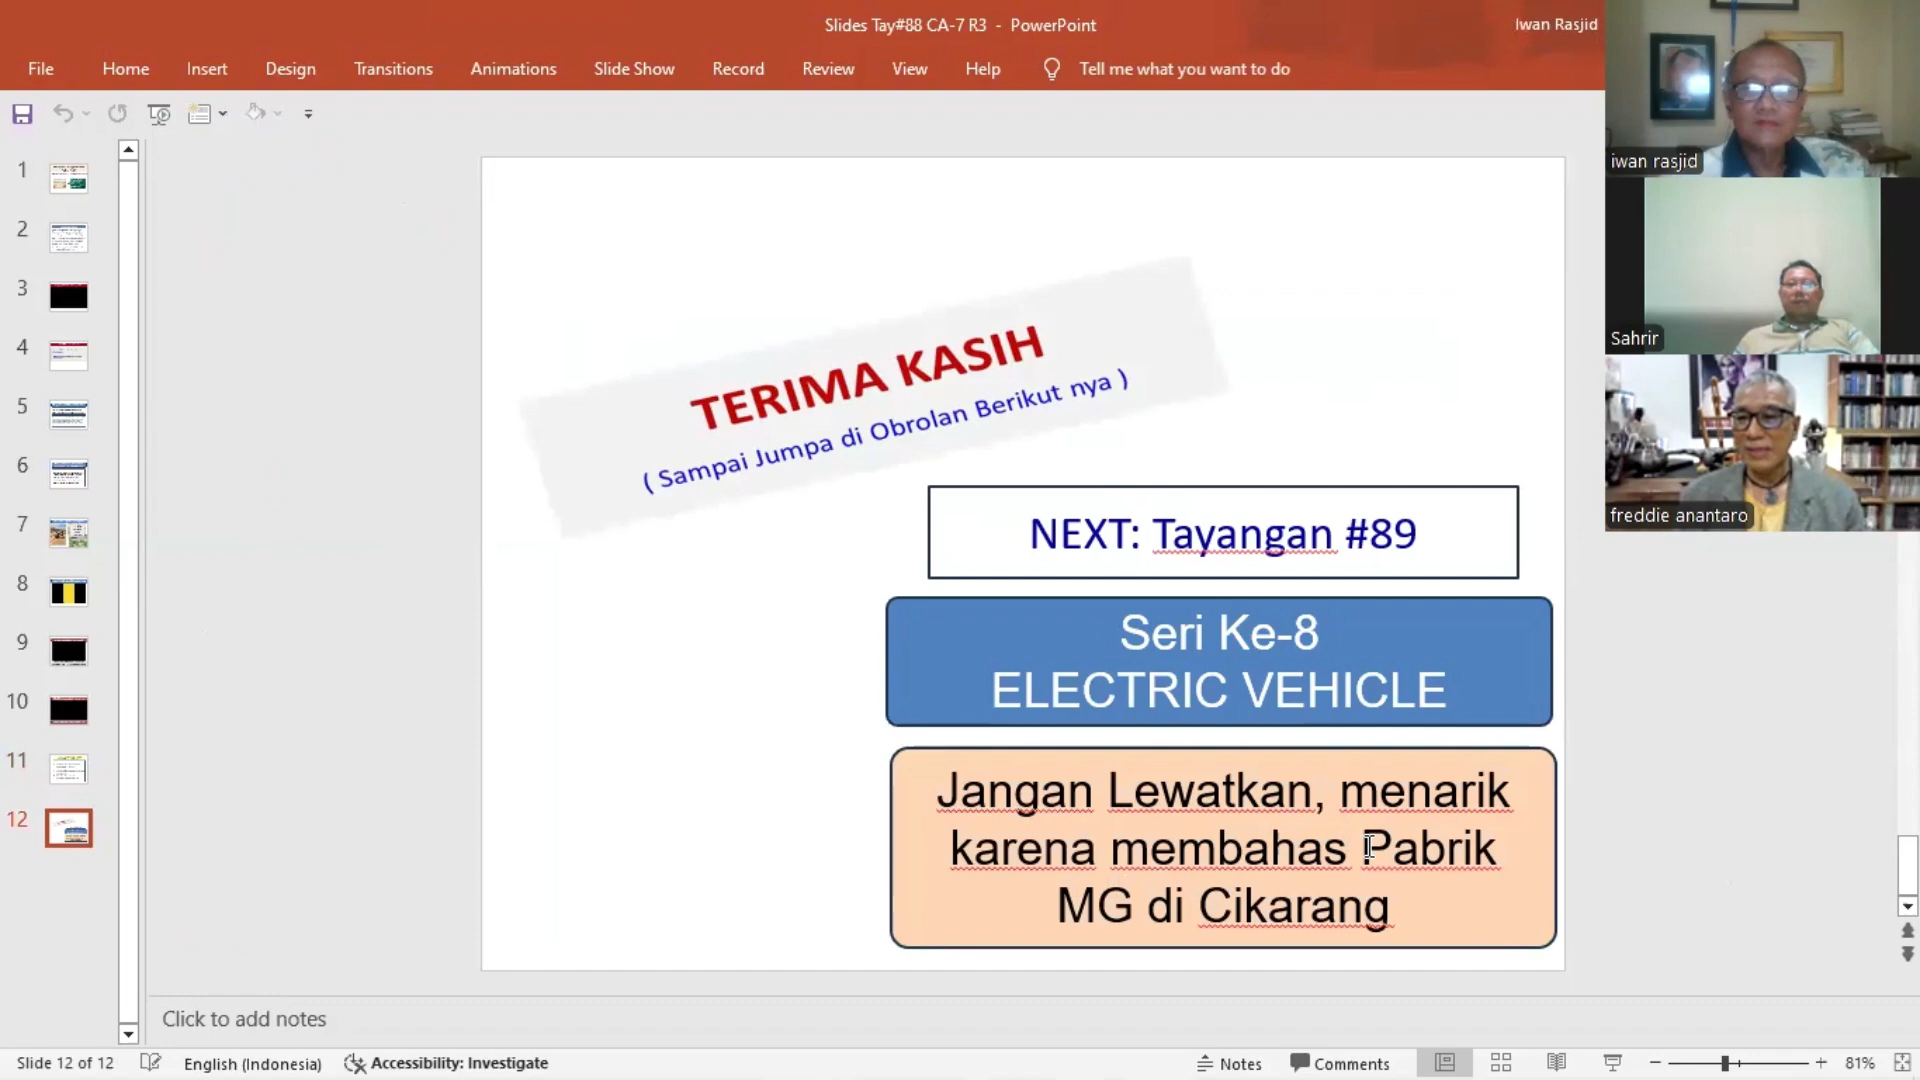 Slides Tay#88 CA-7 R3 - PowerPoint
Iwan Rasjid
File Home Insert Design Transitions Animations Slide Show Record Review View Help Tell me what you want to do
iwan rasjid
Sahrir
freddie anantaro
1
2
3
4
5
6
7
8
9
10
11
12
TERIMA KASIH
( Sampai Jumpa di Obrolan Berikut nya )
NEXT: Tayangan #89
Seri Ke-8
ELECTRIC VEHICLE
Jangan Lewatkan, menarik
karena membahas Pabrik
MG di Cikarang
Click to add notes
Slide 12 of 12 English (Indonesia) Accessibility: Investigate Notes Comments 81%